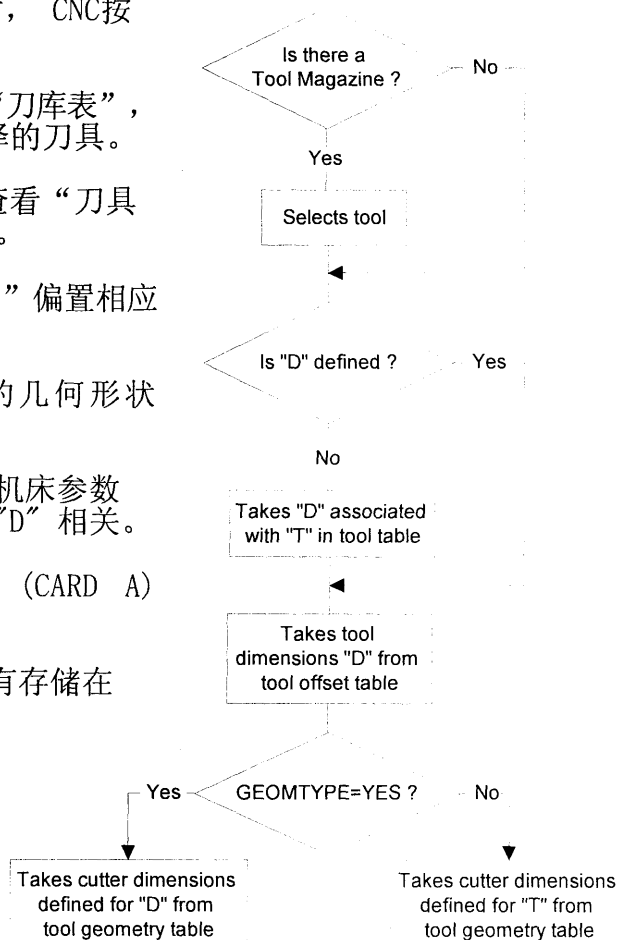 , CNC按
Is there a
Tool Magazine ?
No
“刀库表”,
的刀具。
Yes
查看“刀具
。
Selects tool
”偏置相应
Is "D" defined ?
Yes
的几何形状
No
机床参数
"D" 相关。
Takes "D" associated
with "T" in tool table
(CARD A)
Takes tool
dimensions "D" from
tool offset table
有存储在
GEOMTYPE=YES ?
Yes
No
Takes cutter dimensions
defined for "D" from
tool geometry table
Takes cutter dimensions
defined for "T" from
tool geometry table